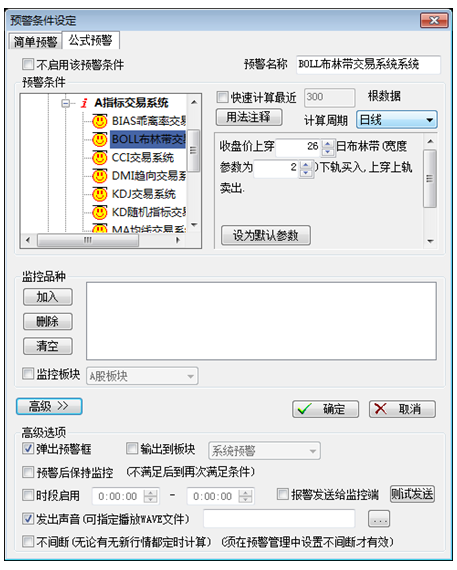 预警条件设定
简单预警 公式预警
不启用该预警条件 预警名称 BOLL布林带交易系统系统
预警条件
A指标交易系统
BIAS乖离率交易
BOLL布林带交
CCI交易系统
DMI趋向交易系
KDJ交易系统
KD随机指标交易
MA均线交易系
快速计算最近 300 根数据
用法注释 计算周期 日线
收盘价上穿 26 日布林带(宽度
参数为 2 )下轨买入,上穿上轨
卖出.
设为默认参数
监控品种
加入
删除
清空
监控板块 A股板块
高级 >> 确定 取消
高级选项
弹出预警框 输出到板块 系统预警
预警后保持监控 (不满足后到再次满足条件)
时段启用 0:00:00 - 0:00:00 报警发送给监控端 测试发送
发出声音(可指定播放WAVE文件) ...
不间断(无论有无新行情都定时计算) (须在预警管理中设置不间断才有效)